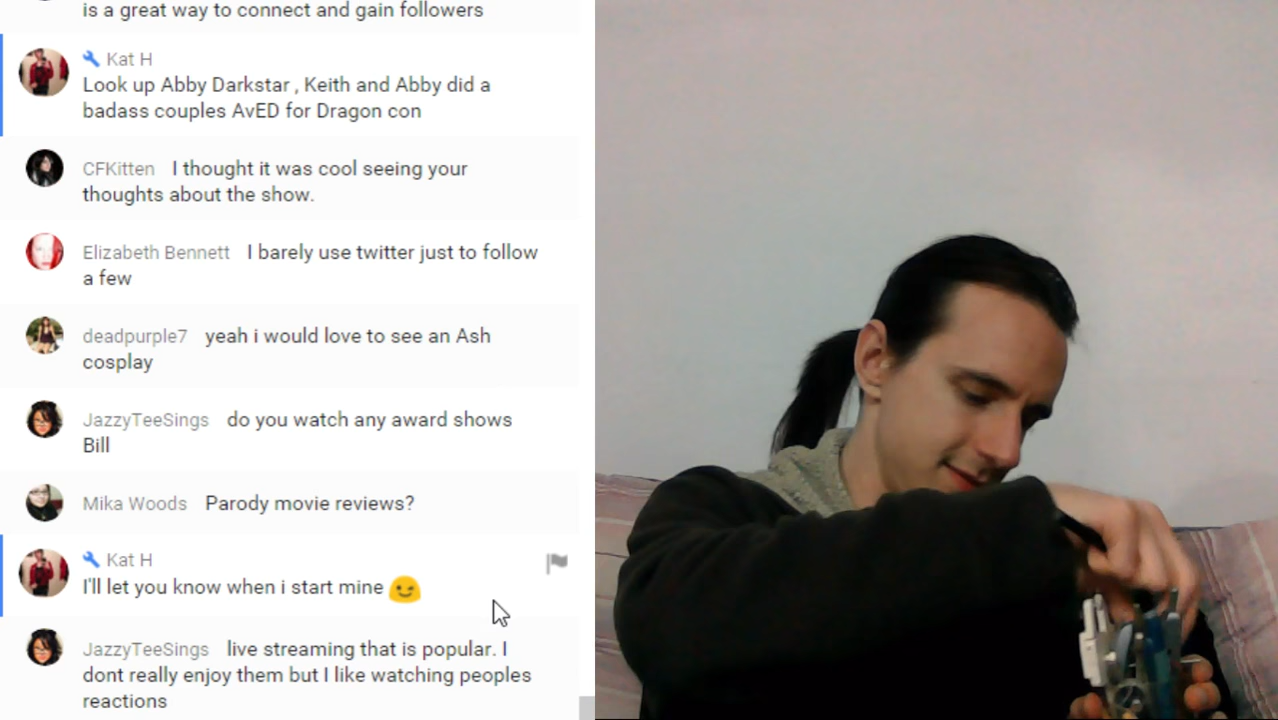 is a great way to connect and gain followers
Kat H
Look up Abby Darkstar , Keith and Abby did a
badass couples AvED for Dragon con
CFKitten I thought it was cool seeing your
thoughts about the show.
Elizabeth Bennett I barely use twitter just to follow
a few
deadpurple7 yeah i would love to see an Ash
cosplay
JazzyTeeSings do you watch any award shows
Bill
Mika Woods Parody movie reviews?
Kat H
I'll let you know when i start mine 😉
JazzyTeeSings live streaming that is popular. I
dont really enjoy them but I like watching peoples
reactions